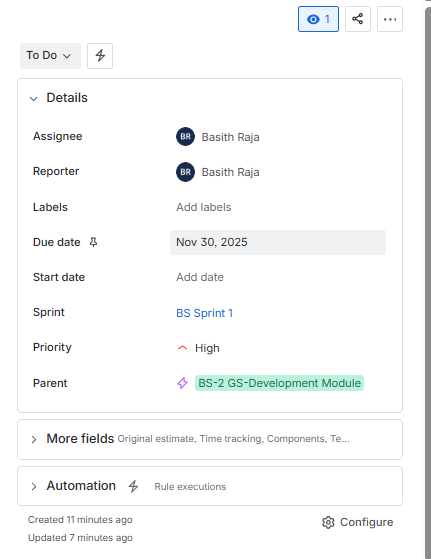 1
To Do
Details
Assignee BR Basith Raja
Reporter BR Basith Raja
Labels Add labels
Due date Nov 30, 2025
Start date Add date
Sprint BS Sprint 1
Priority High
Parent BS-2 GS-Development Module
More fields Original estimate, Time tracking, Components, Te...
Automation Rule executions
Created 11 minutes ago
Configure
Updated 7 minutes ago